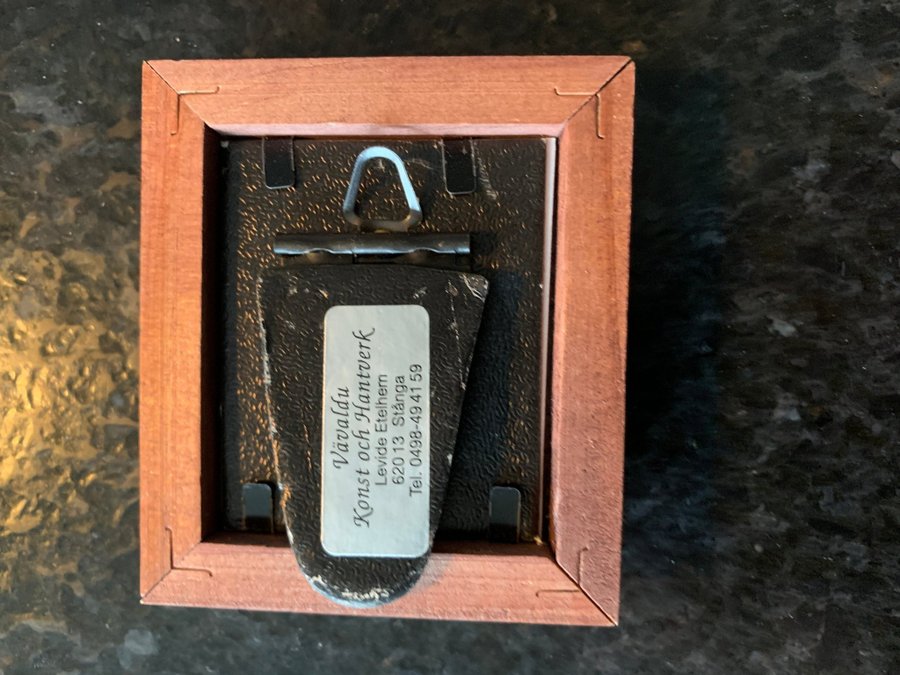 Vävaldu
Konst och Hantverk
Levide Etelhem
620 13 Stånga
Tel. 0498-49 41 59